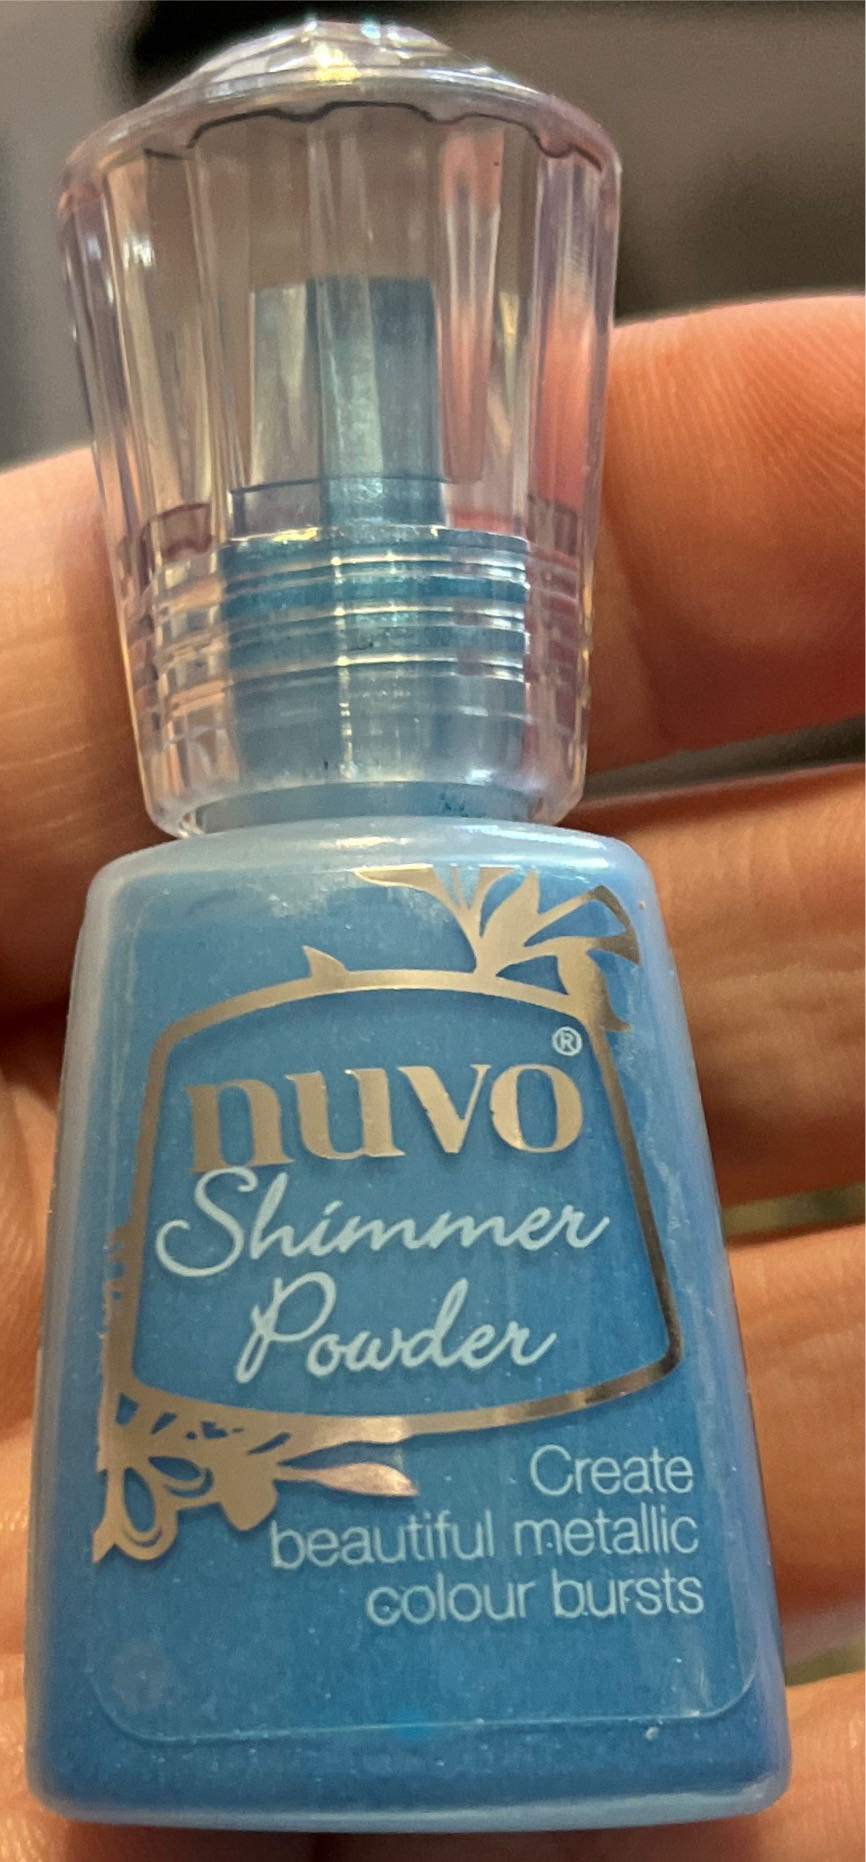 nuvo®
Shimmer
Powder
Create
beautiful metallic
colour bursts